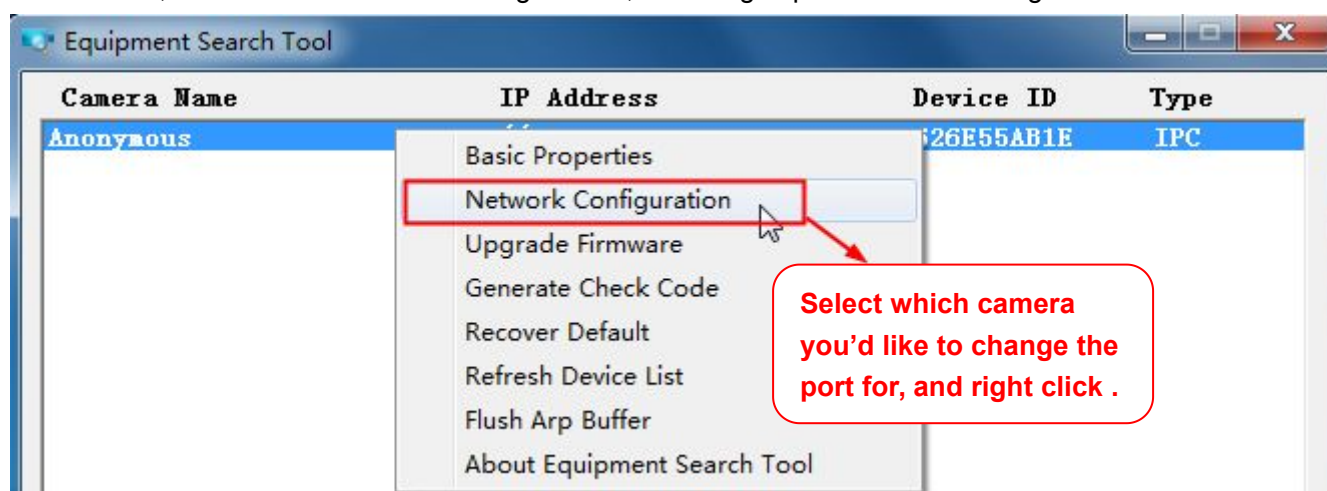 Equipment Search Tool
Camera Name IP Address Device ID Type
Anonymous 526E55AB1E IPC
Basic Properties
Network Configuration
Upgrade Firmware
Generate Check Code
Recover Default
Refresh Device List
Flush Arp Buffer
About Equipment Search Tool
Select which camera
you’d like to change the
port for, and right click .